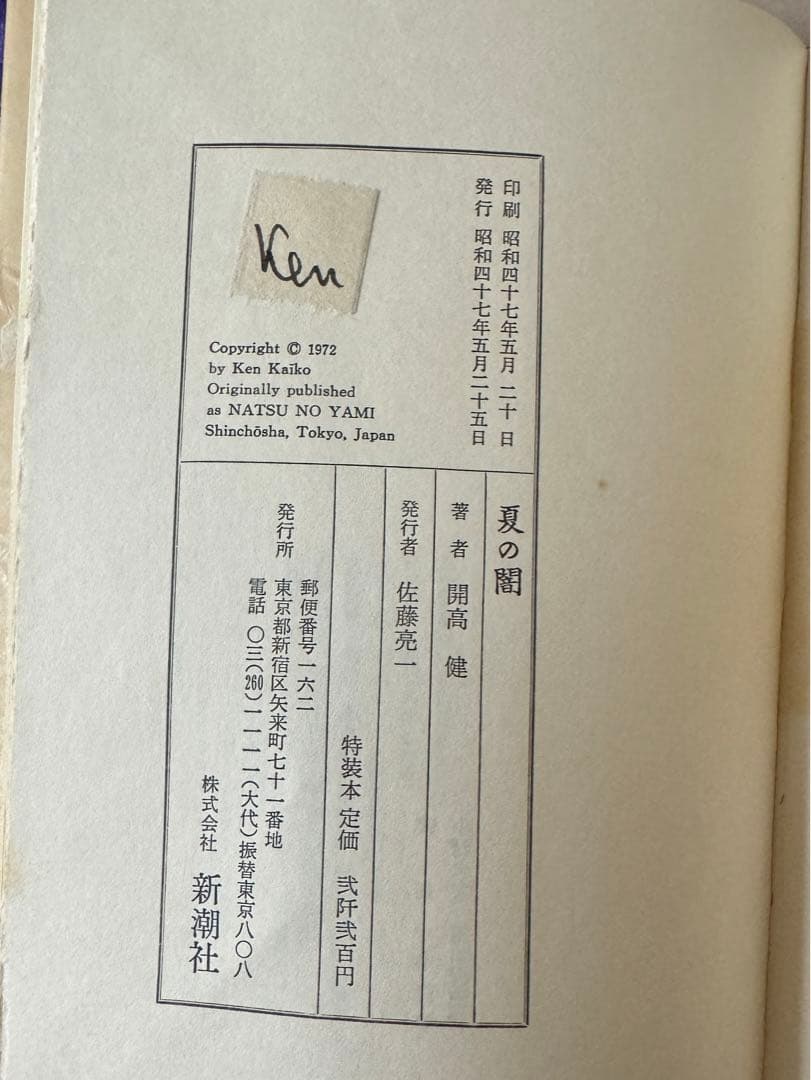 印刷 昭和四十七年五月 二十 日
発行 昭和四十七年五月二十五日
Ken
Copyright © 1972
by Ken Kaīko
Originally published
as NATSU NO YAMI
Shinchōsha, Tokyo, Japan
夏の闇
著 者 開高 健
発行者 佐藤亮一
特装本 定価 弐阡弐百円
発行所
郵便番号一六二
東京都新宿区矢来町七十一番地
電話 〇三(260)一一一一(大代)振替東京八〇八
株式会社 新潮社